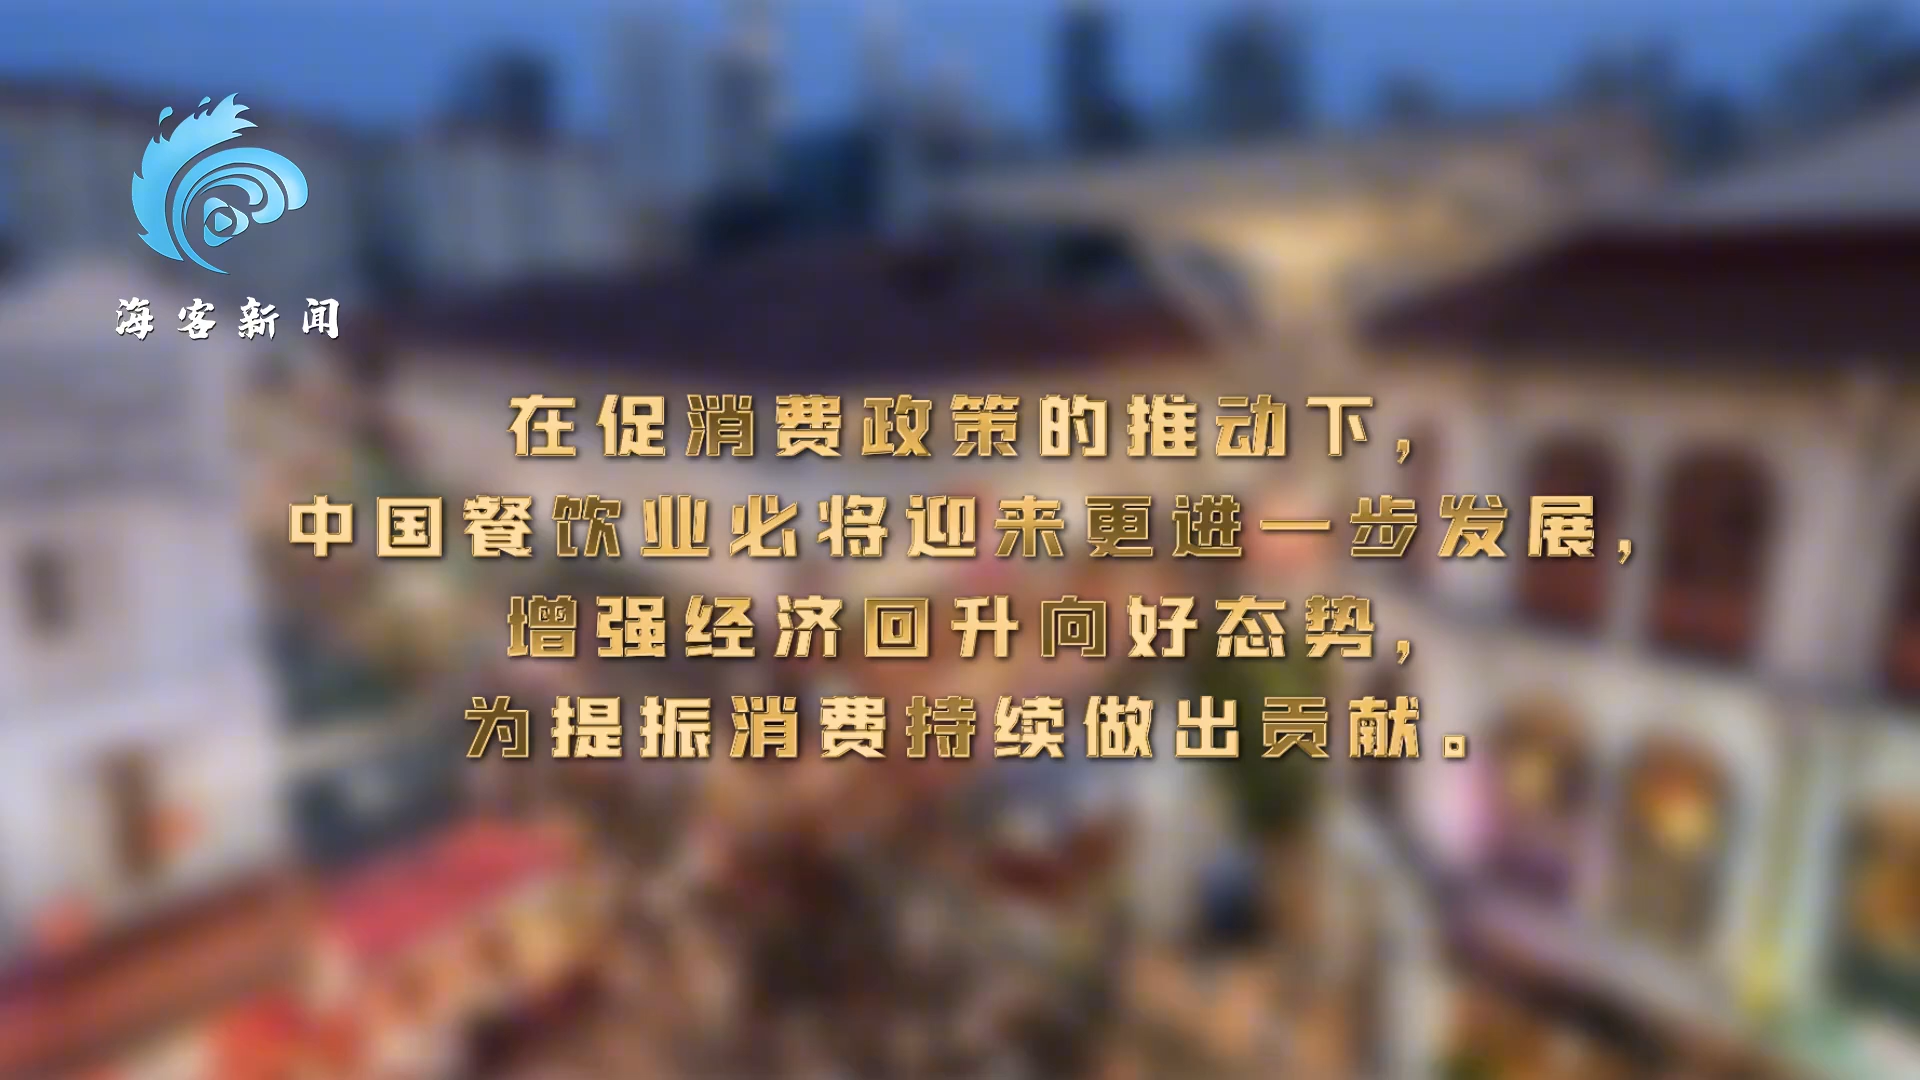 海客新闻
在促消费政策的推动下，
中国餐饮业必将迎来更进一步发展，
增强经济回升向好态势，
为提振消费持续做出贡献。